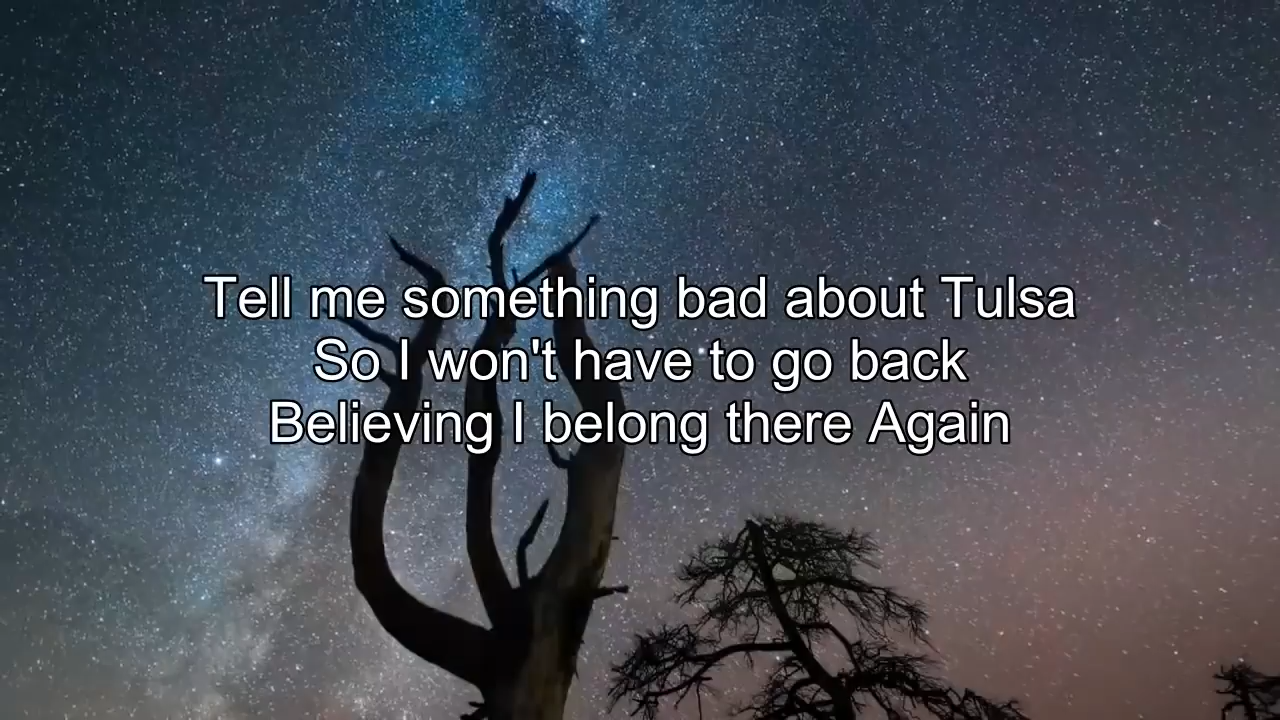 Tell me something bad about Tulsa
So I won't have to go back
Believing I belong there Again